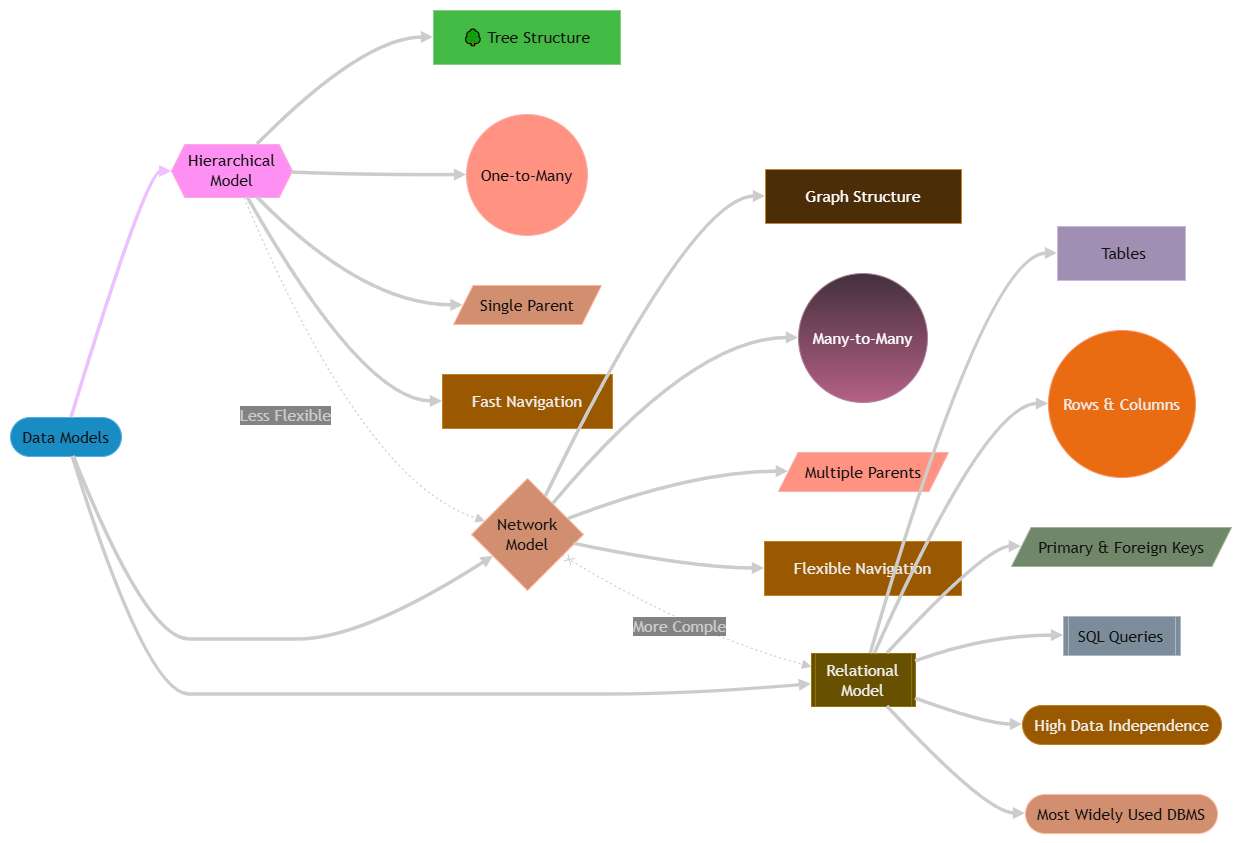 🌳 Tree Structure
Hierarchical
Model
One-to-Many
Single Parent
Fast Navigation
Less Flexible
Data Models
Graph Structure
Many-to-Many
Multiple Parents
Network
Model
Flexible Navigation
More Comple
Tables
Rows & Columns
Primary & Foreign Keys
SQL Queries
Relational
Model
High Data Independence
Most Widely Used DBMS